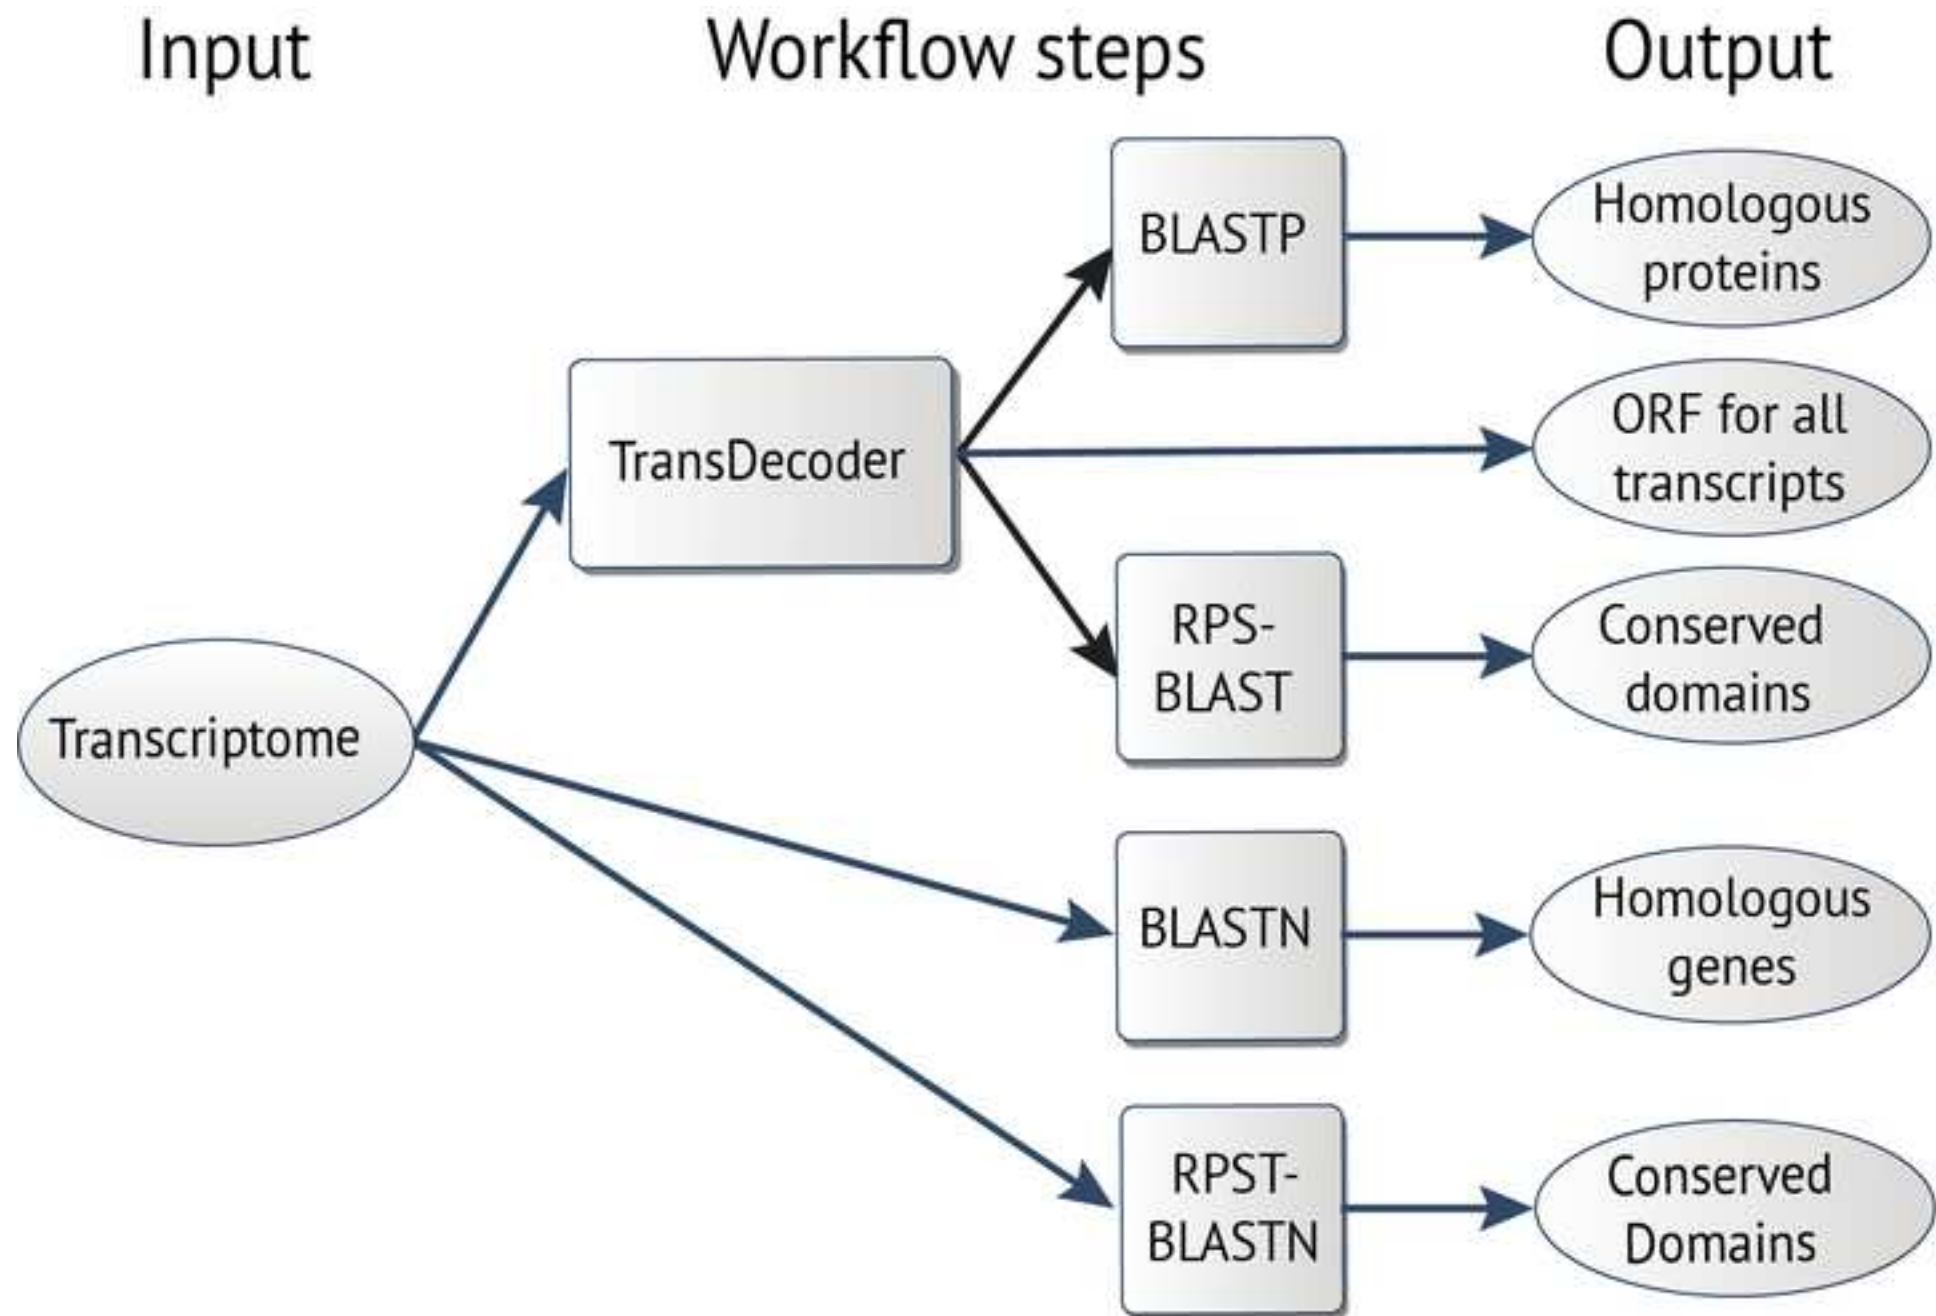 Input
Workflow steps
Output
BLASTP
Homologous
proteins
TransDecoder
ORF for all
transcripts
RPS-
BLAST
Conserved
domains
Transcriptome
BLASTN
Homologous
genes
RPST-
BLASTN
Conserved
Domains